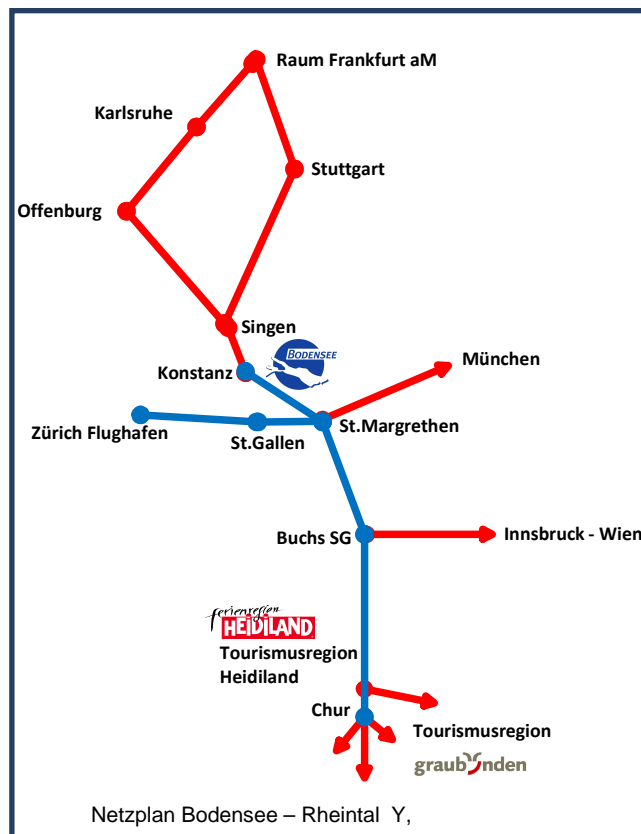 Raum Frankfurt aM
Karlsruhe
Stuttgart
Offenburg
Singen
BODENSEE
Konstanz
München
Zürich Flughafen
St.Gallen
St.Margrethen
Buchs SG
Innsbruck - Wien
ferienregion
HEIDILAND
Tourismusregion
Heidiland
Chur
Tourismusregion
graubünden
Netzplan Bodensee – Rheintal Y,